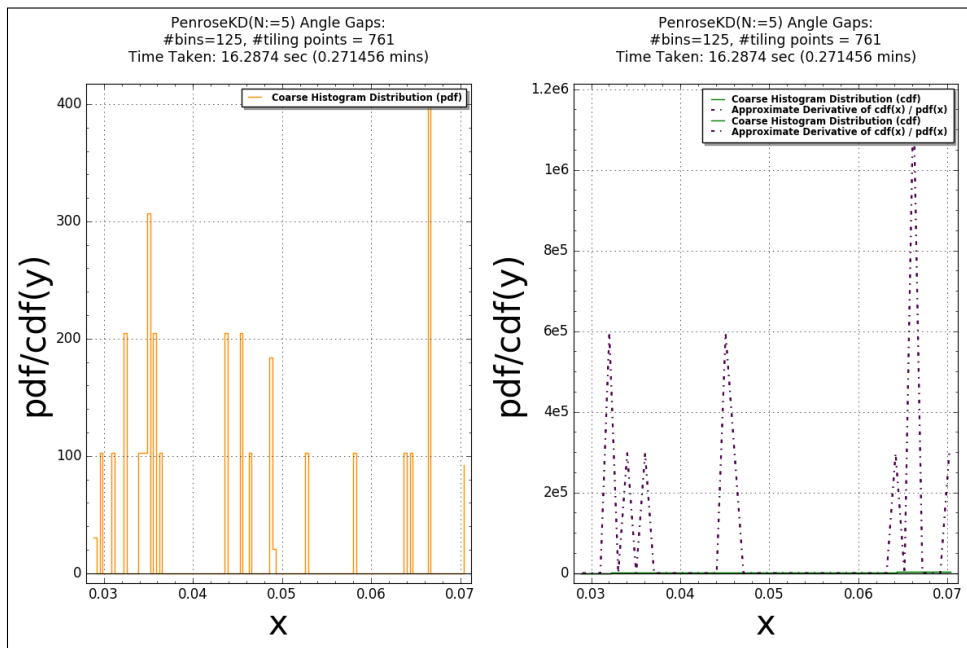 PenroseKD(N:=5) Angle Gaps:
#bins=125, #tiling points = 761
Time Taken: 16.2874 sec (0.271456 mins)
Coarse Histogram Distribution (pdf)
400
300
200
100
0
0.03
0.04
0.05
0.06
0.07
pdf/cdf(y)
x
PenroseKD(N:=5) Angle Gaps:
#bins=125, #tiling points = 761
Time Taken: 16.2874 sec (0.271456 mins)
Coarse Histogram Distribution (cdf)
Approximate Derivative of cdf(x) / pdf(x)
Coarse Histogram Distribution (cdf)
Approximate Derivative of cdf(x) / pdf(x)
1.2e6
1e6
8e5
6e5
4e5
2e5
0
0.03
0.04
0.05
0.06
0.07
pdf/cdf(y)
x